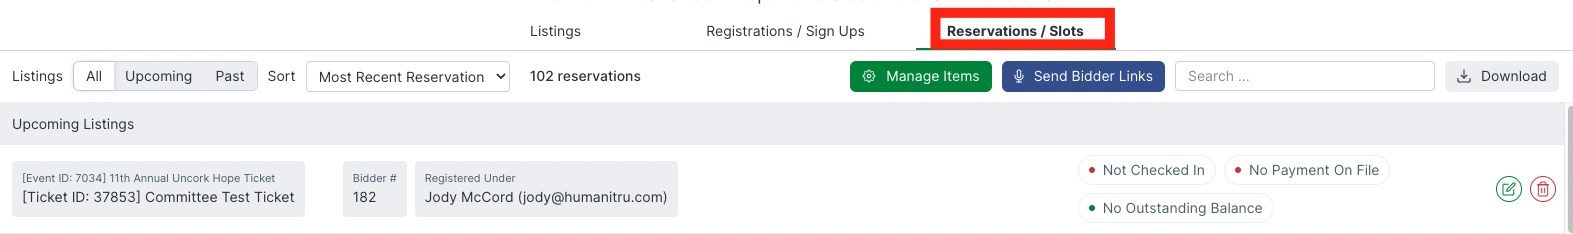 Listings
Registrations / Sign Ups
Reservations / Slots
Listings All Upcoming Past Sort Most Recent Reservation 102 reservations Manage Items Send Bidder Links Search ... Download
Upcoming Listings
[Event ID: 7034] 11th Annual Uncork Hope Ticket
[Ticket ID: 37853] Committee Test Ticket
Bidder #
182
Registered Under
Jody McCord (jody@humanitru.com)
Not Checked In
No Payment On File
No Outstanding Balance